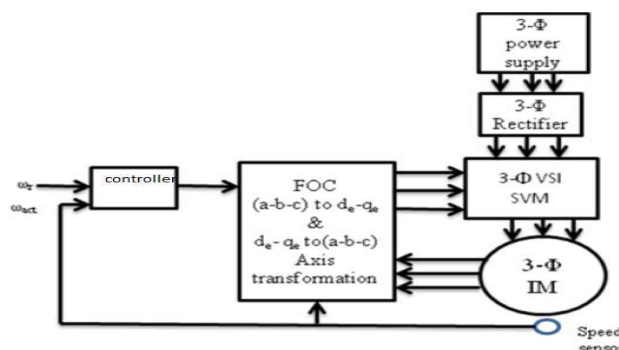 3-Φ
power
supply
3-Φ
Rectifier
controller
ωr
ωact
FOC
(a-b-c) to de-qe
&
de-qe to(a-b-c)
Axis
transformation
3-Φ VSI
SVM
3-Φ
IM
Speed
sensor